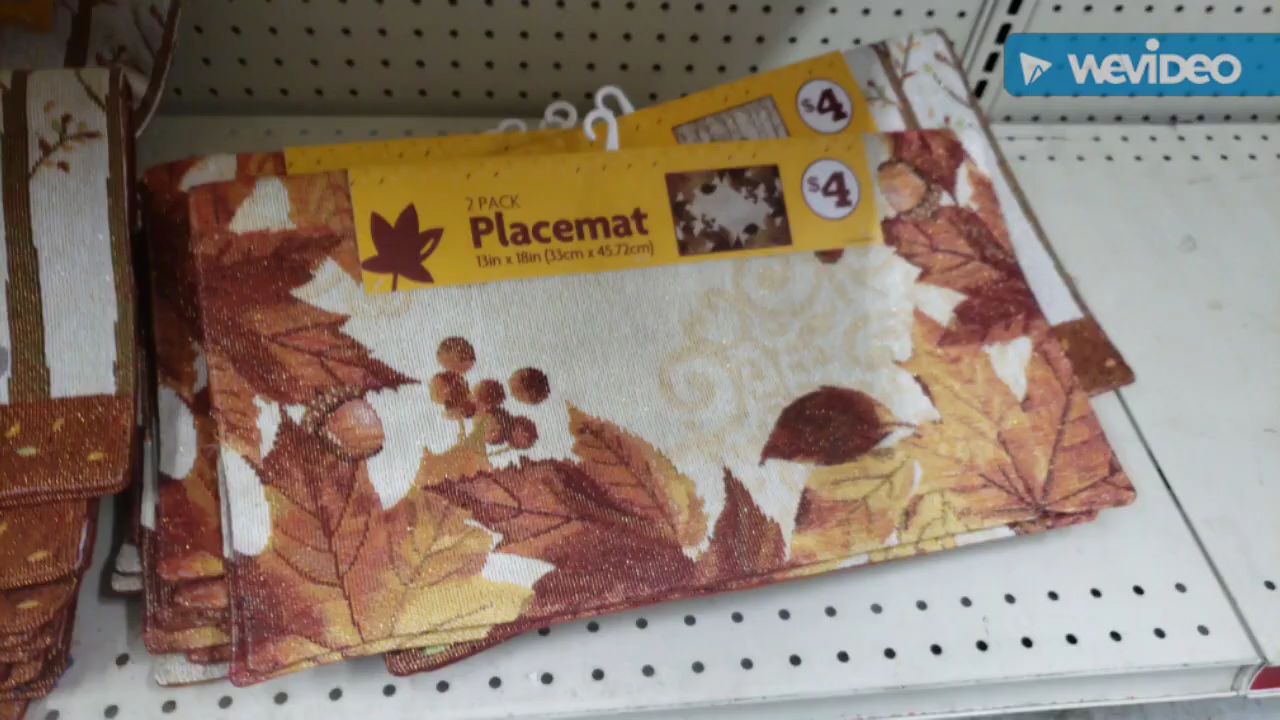 WEVIDEO
$4
2 PACK
Placemat
13in x 18in (33cm x 45.72cm)
$4